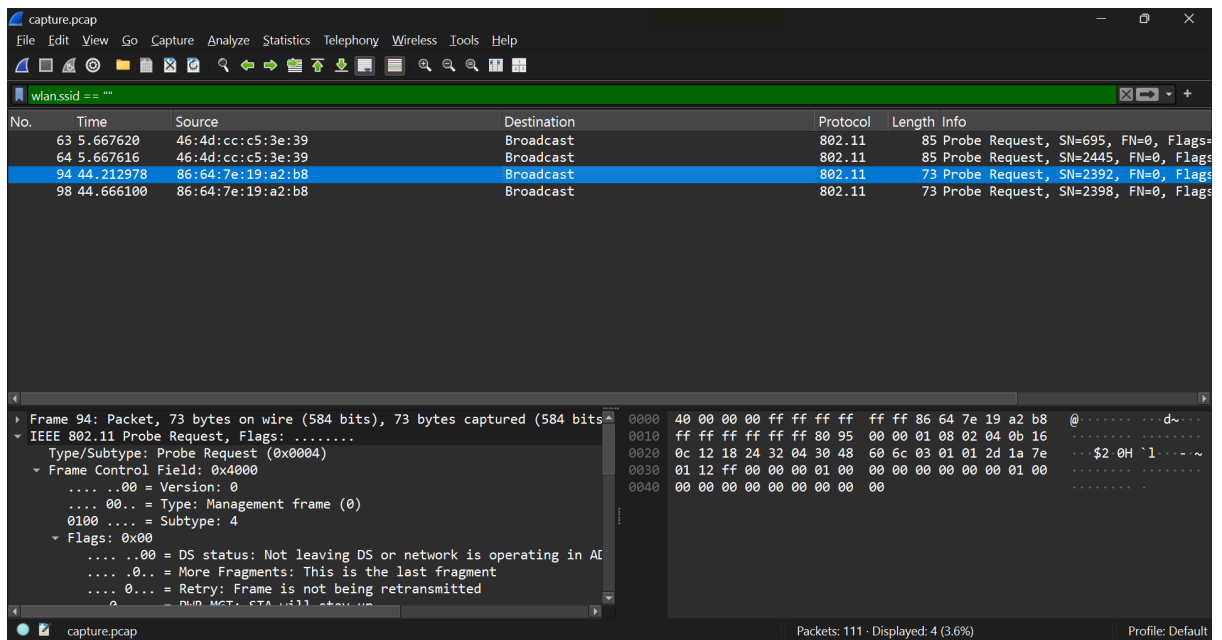 capture.pcap
File Edit View Go Capture Analyze Statistics Telephony Wireless Tools Help
wlan.ssid == ""
No. Time Source Destination Protocol Length Info
63 5.667620 46:4d:cc:c5:3e:39 Broadcast 802.11 85 Probe Request, SN=695, FN=0, Flags=
64 5.667616 46:4d:cc:c5:3e:39 Broadcast 802.11 85 Probe Request, SN=2445, FN=0, Flags
94 44.212978 86:64:7e:19:a2:b8 Broadcast 802.11 73 Probe Request, SN=2392, FN=0, Flags
98 44.666100 86:64:7e:19:a2:b8 Broadcast 802.11 73 Probe Request, SN=2398, FN=0, Flags
Frame 94: Packet, 73 bytes on wire (584 bits), 73 bytes captured (584 bits
IEEE 802.11 Probe Request, Flags: ........
Type/Subtype: Probe Request (0x0004)
Frame Control Field: 0x4000
.... ..00 = Version: 0
.... 00.. = Type: Management frame (0)
0100 .... = Subtype: 4
Flags: 0x00
.... ..00 = DS status: Not leaving DS or network is operating in AD
.... .0.. = More Fragments: This is the last fragment
.... 0... = Retry: Frame is not being retransmitted
0000 40 00 00 00 ff ff ff ff ff ff 86 64 7e 19 a2 b8 @······· ···d~···
0010 ff ff ff ff ff ff 80 95 00 00 01 08 02 04 0b 16 ········ ········
0020 0c 12 18 24 32 04 30 48 60 6c 03 01 01 2d 1a 7e ···$2·0H `l···-·~
0030 01 12 ff 00 00 00 01 00 00 00 00 00 00 00 01 00 ········ ········
0040 00 00 00 00 00 00 00 00 00 ········ ·
capture.pcap Packets: 111 · Displayed: 4 (3.6%) Profile: Default